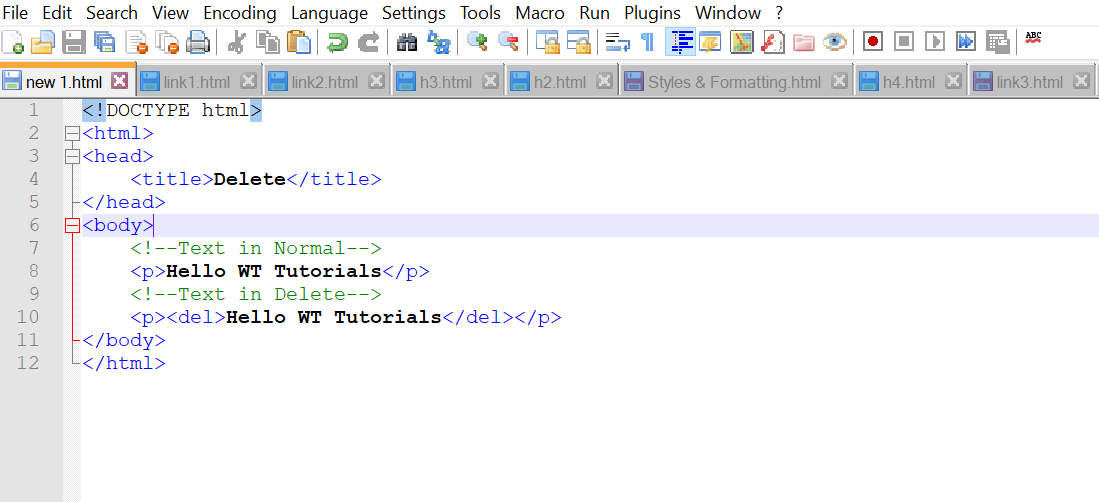 File Edit Search View Encoding Language Settings Tools Macro Run Plugins Window ?
ABC
new 1.html link1.html link2.html h3.html h2.html Styles & Formatting.html h4.html link3.html
1 <!DOCTYPE html>
2 <html>
3 <head>
4     <title>Delete</title>
5 </head>
6 <body>
7     <!--Text in Normal-->
8     <p>Hello WT Tutorials</p>
9     <!--Text in Delete-->
10     <p><del>Hello WT Tutorials</del></p>
11 </body>
12 </html>